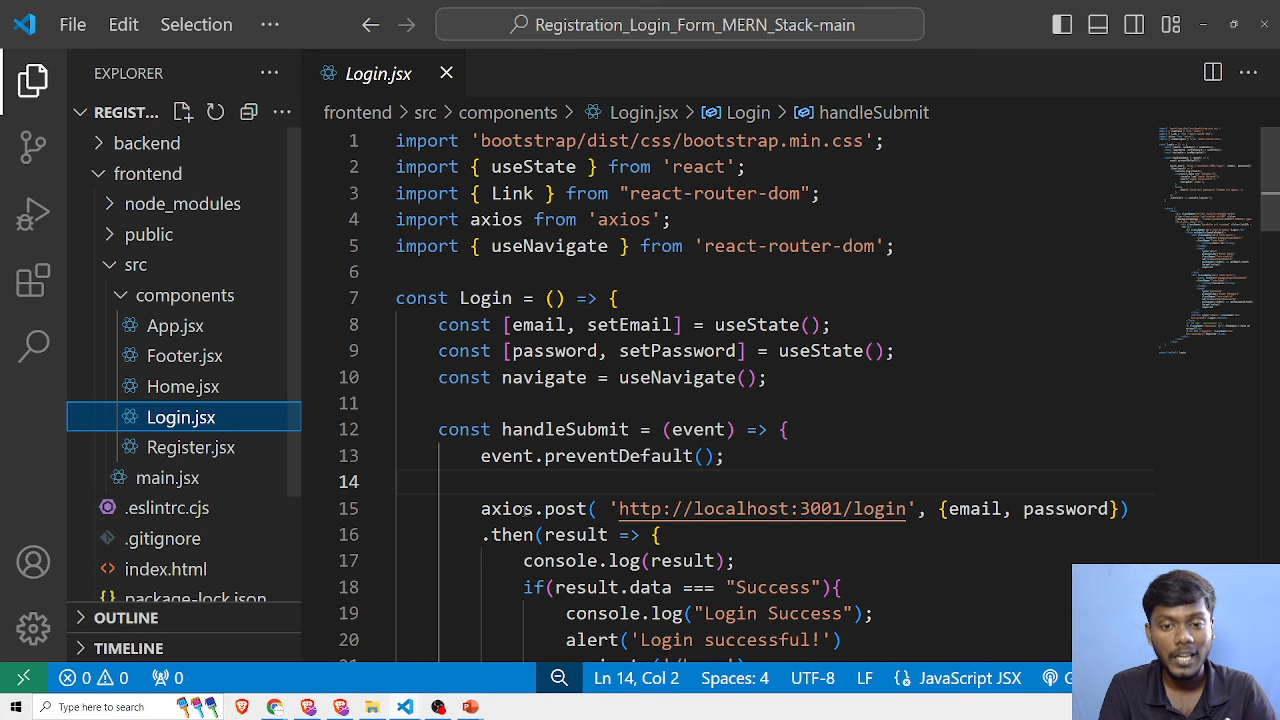 File Edit Selection ··· Registration_Login_Form_MERN_Stack-main
EXPLORER ···
REGIST...
backend
frontend
node_modules
public
src
components
App.jsx
Footer.jsx
Home.jsx
Login.jsx
Register.jsx
main.jsx
.eslintrc.cjs
.gitignore
index.html
package-lock.json
OUTLINE
TIMELINE
Login.jsx
frontend > src > components > Login.jsx > Login > handleSubmit
1 import 'bootstrap/dist/css/bootstrap.min.css';
2 import { useState } from 'react';
3 import { Link } from "react-router-dom";
4 import axios from 'axios';
5 import { useNavigate } from 'react-router-dom';
6
7 const Login = () => {
8 const [email, setEmail] = useState();
9 const [password, setPassword] = useState();
10 const navigate = useNavigate();
11
12 const handleSubmit = (event) => {
13 event.preventDefault();
14
15 axios.post( 'http://localhost:3001/login', {email, password})
16 .then(result => {
17 console.log(result);
18 if(result.data === "Success"){
19 console.log("Login Success");
20 alert('Login successful!')
0 0 0 Ln 14, Col 2 Spaces: 4 UTF-8 LF {} JavaScript JSX
Type here to search